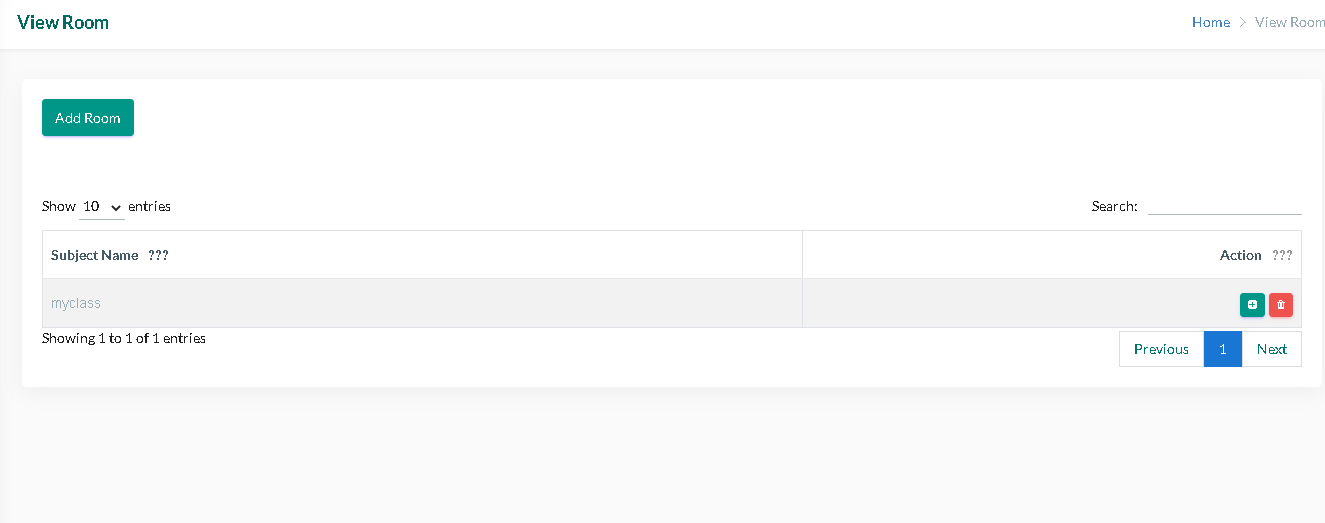 View Room
Home > View Room
Add Room
Show 10 entries
Search:
Subject Name ???
Action ???
myclass
Showing 1 to 1 of 1 entries
Previous 1 Next